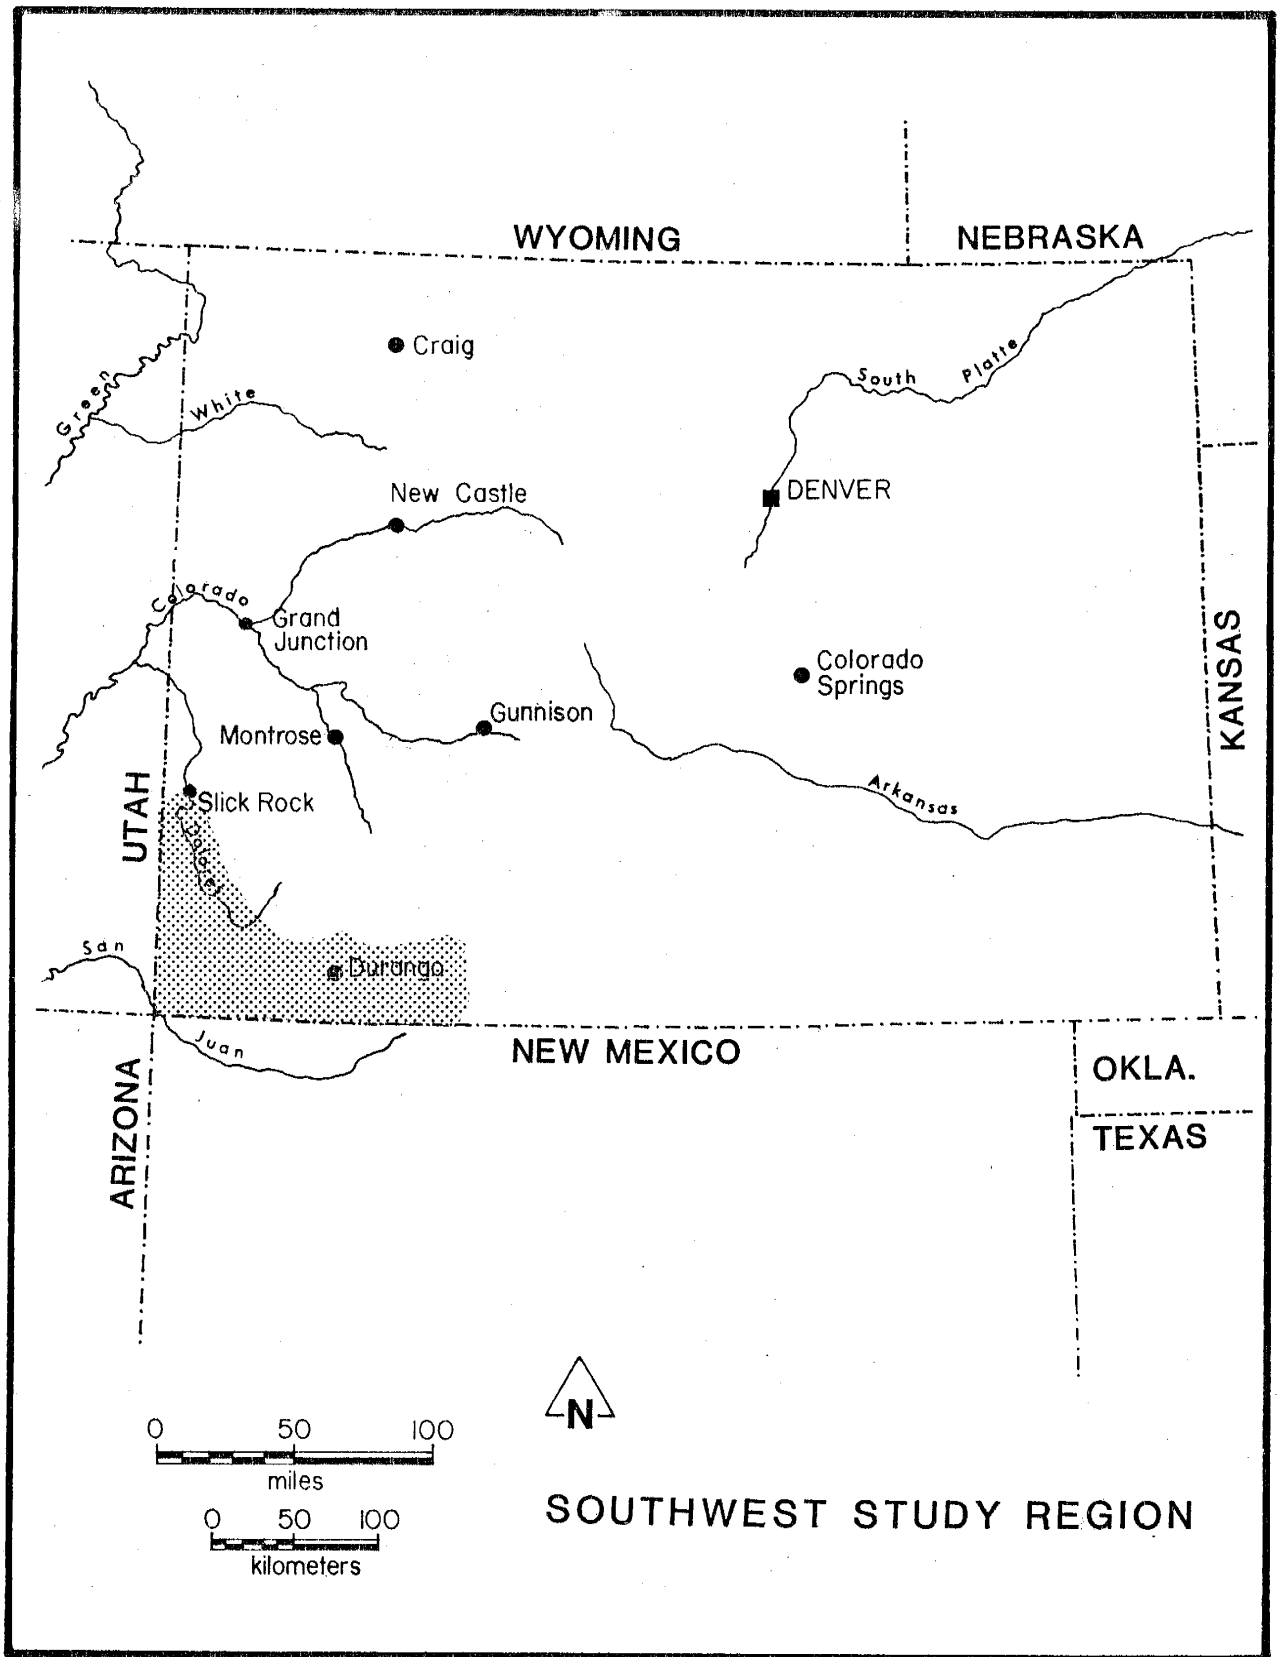 WYOMING
NEBRASKA
Craig
Green
White
South Platte
New Castle
DENVER
Colorado
Grand
Junction
Colorado
Springs
KANSAS
Gunnison
Montrose
Arkansas
UTAH
Slick Rock
Dolores
San
Durango
Juan
NEW MEXICO
ARIZONA
OKLA.
TEXAS
N
0 50 100
miles
0 50 100
kilometers
SOUTHWEST STUDY REGION